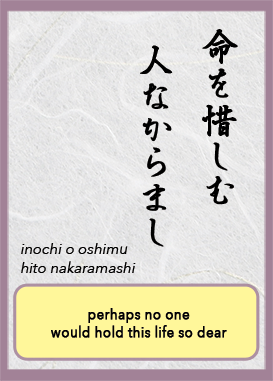 命を惜しむ
人なからまし
inochi o oshimu
hito nakaramashi
perhaps no one
would hold this life so dear